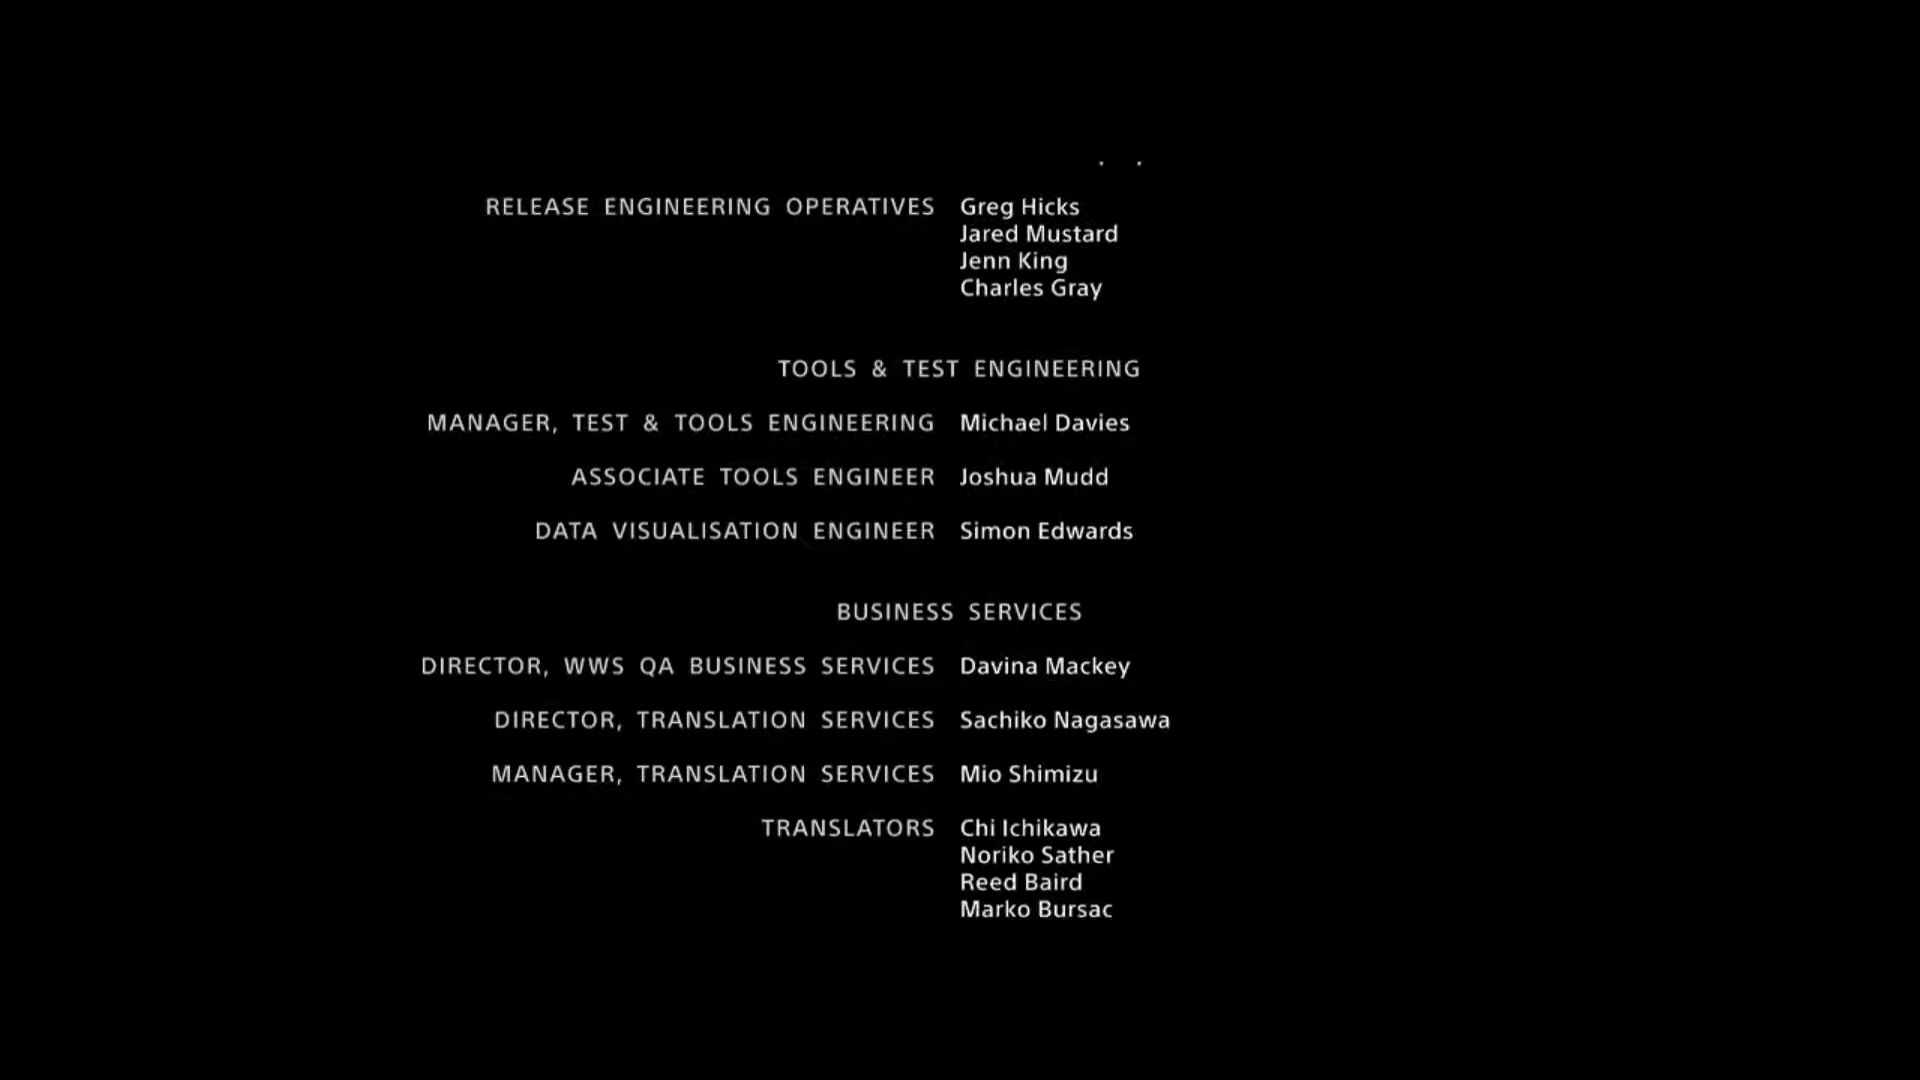 RELEASE ENGINEERING OPERATIVES Greg Hicks
Jared Mustard
Jenn King
Charles Gray
TOOLS & TEST ENGINEERING
MANAGER, TEST & TOOLS ENGINEERING Michael Davies
ASSOCIATE TOOLS ENGINEER Joshua Mudd
DATA VISUALISATION ENGINEER Simon Edwards
BUSINESS SERVICES
DIRECTOR, WWS QA BUSINESS SERVICES Davina Mackey
DIRECTOR, TRANSLATION SERVICES Sachiko Nagasawa
MANAGER, TRANSLATION SERVICES Mio Shimizu
TRANSLATORS Chi Ichikawa
Noriko Sather
Reed Baird
Marko Bursac